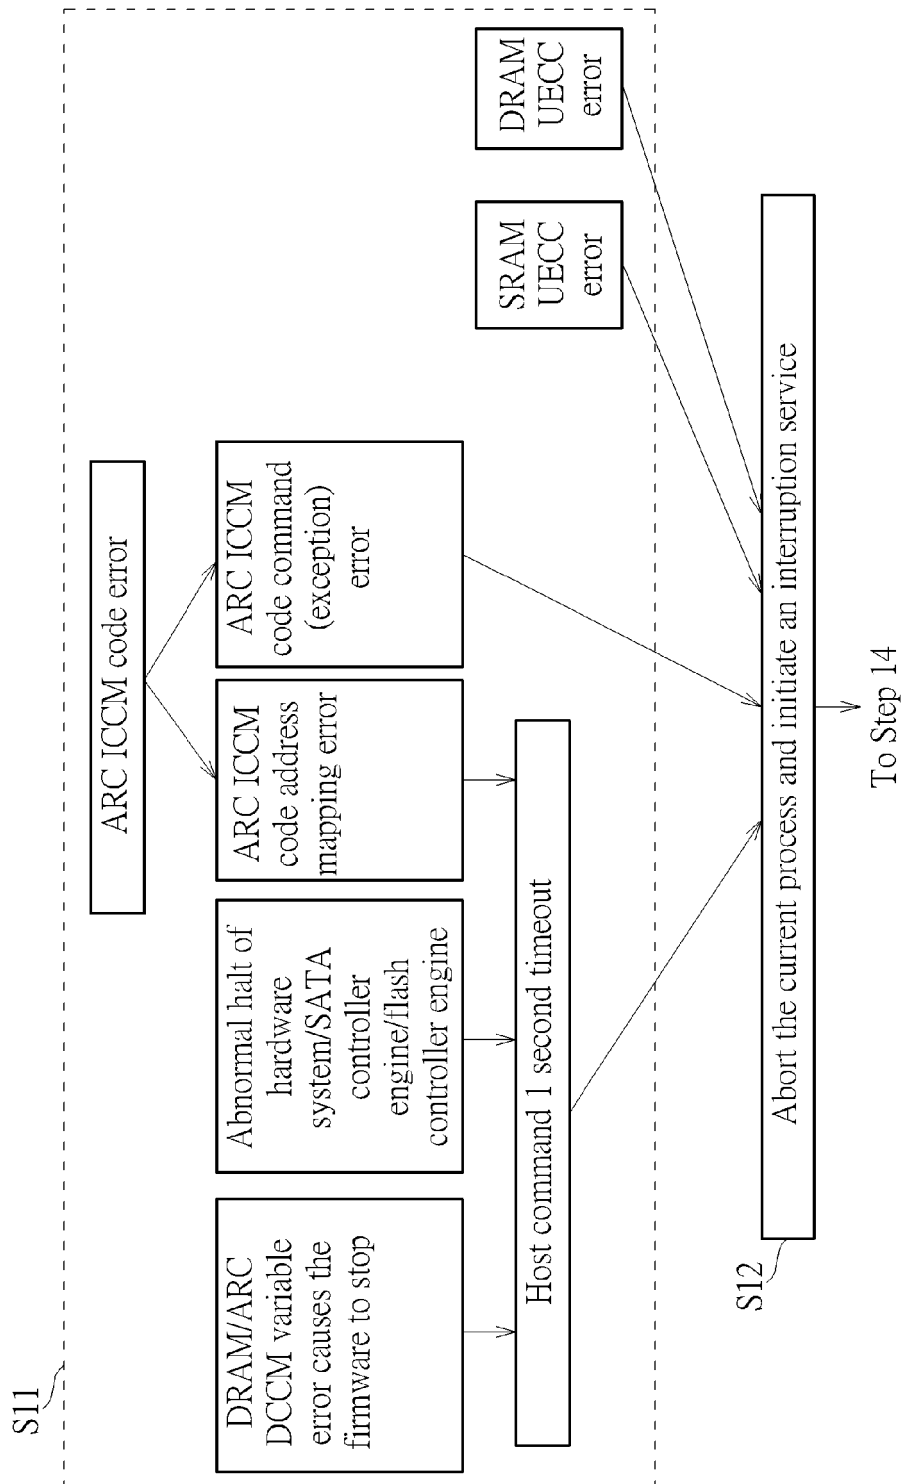 S11
ARC ICCM code error
DRAM/ARC
DCCM variable
error causes the
firmware to stop
Abnormal halt of
hardware
system/SATA
controller
engine/flash
controller engine
ARC ICCM
code address
mapping error
ARC ICCM
code command
(exception)
error
SRAM
UECC
error
DRAM
UECC
error
Host command 1 second timeout
S12
Abort the current process and initiate an interruption service
To Step 14